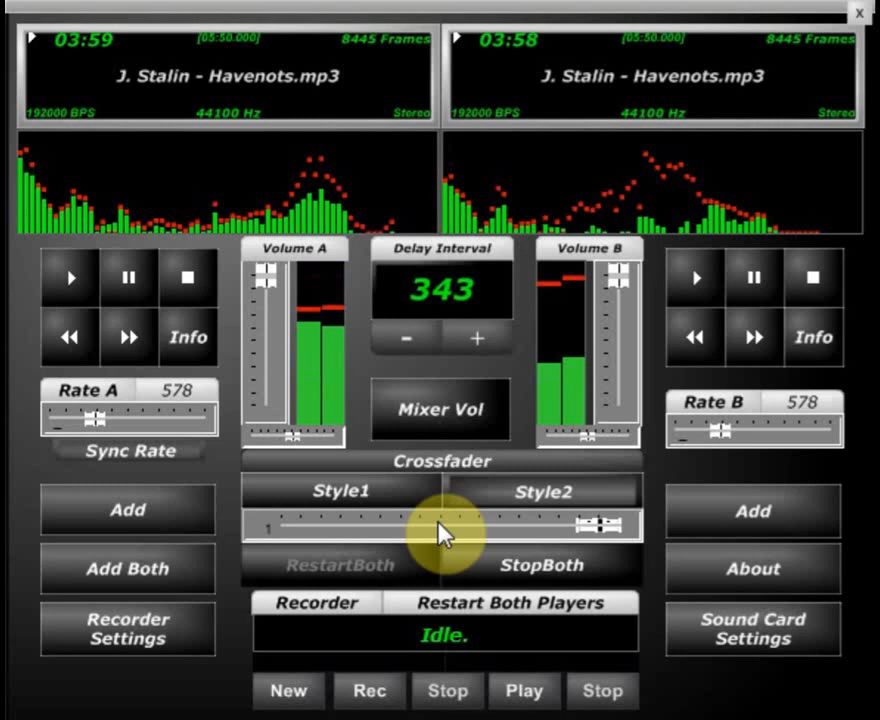 X
03:59 [05:50.000] 8445 Frames
J. Stalin - Havenots.mp3
192000 BPS 44100 Hz Stereo
03:58 [05:50.000] 8445 Frames
J. Stalin - Havenots.mp3
192000 BPS 44100 Hz Stereo
Volume A
Delay Interval
Volume B
343
- +
Info
Info
Rate A 578
Mixer Vol
Rate B 578
Sync Rate
Crossfader
Style1 Style2
Add
1
Add
RestartBoth StopBoth
Add Both
About
Recorder Restart Both Players
Recorder
Settings
Idle.
Sound Card
Settings
New Rec Stop Play Stop